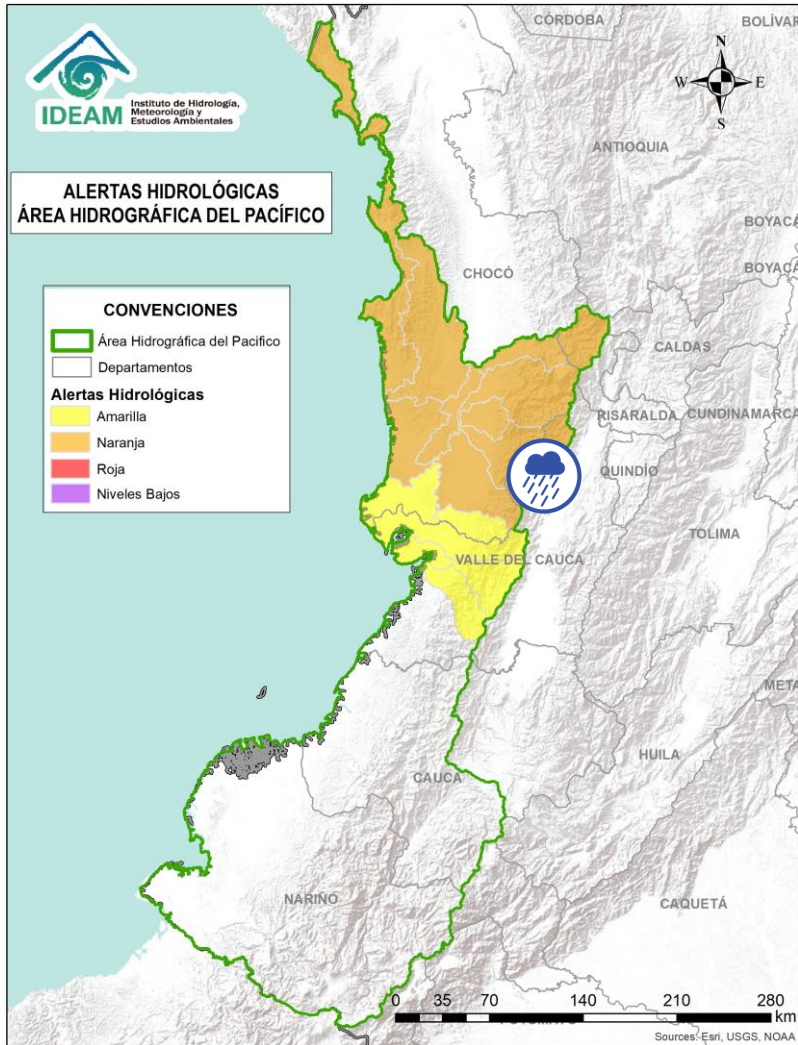 CÓRDOBA
BOLÍVAR
N
W
E
S
IDEAM
Instituto de Hidrología,
Meteorología y
Estudios Ambientales
ANTIOQUIA
ALERTAS HIDROLÓGICAS
ÁREA HIDROGRÁFICA DEL PACÍFICO
BOYACÁ
BOYACÁ
CHOCÓ
CONVENCIONES
Área Hidrográfica del Pacifico
Departamentos
Alertas Hidrológicas
Amarilla
Naranja
Roja
Niveles Bajos
CALDAS
RISARALDA
CUNDINAMARCA
QUINDÍO
TOLIMA
VALLE DEL CAUCA
META
HUILA
CAUCA
NARIÑO
CAQUETÁ
0 35 70 140 210 280
km
Sources: Esri, USGS, NOAA